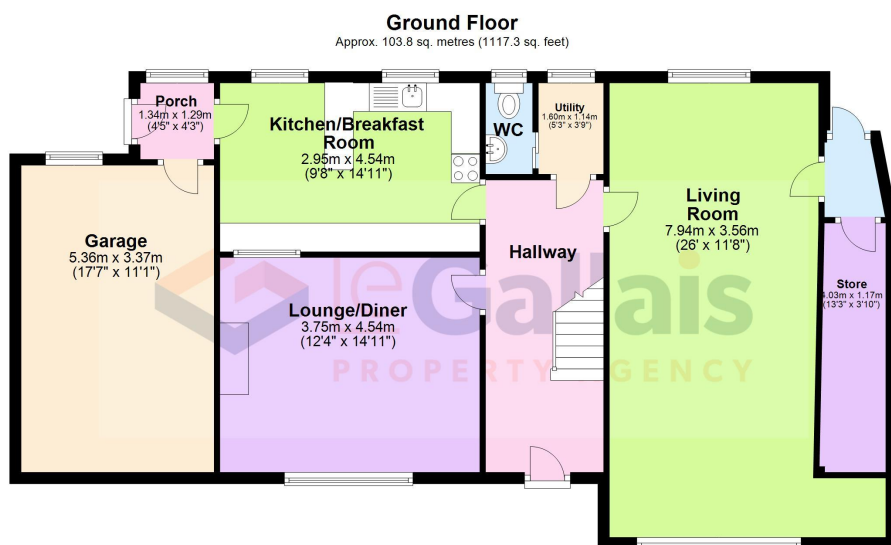 Ground Floor
Approx. 103.8 sq. metres (1117.3 sq. feet)
Porch
1.34m x 1.29m
(4'5" x 4'3")
Kitchen/Breakfast
Room
2.95m x 4.54m
(9'8" x 14'11")
WC
Utility
1.60m x 1.14m
(5'3" x 3'9")
Living
Room
7.94m x 3.56m
(26' x 11'8")
Garage
5.36m x 3.37m
(17'7" x 11'1")
Hallway
Lounge/Diner
3.75m x 4.54m
(12'4" x 14'11")
Store
4.03m x 1.17m
(13'3" x 3'10")
leGallais
PROPERTY AGENCY